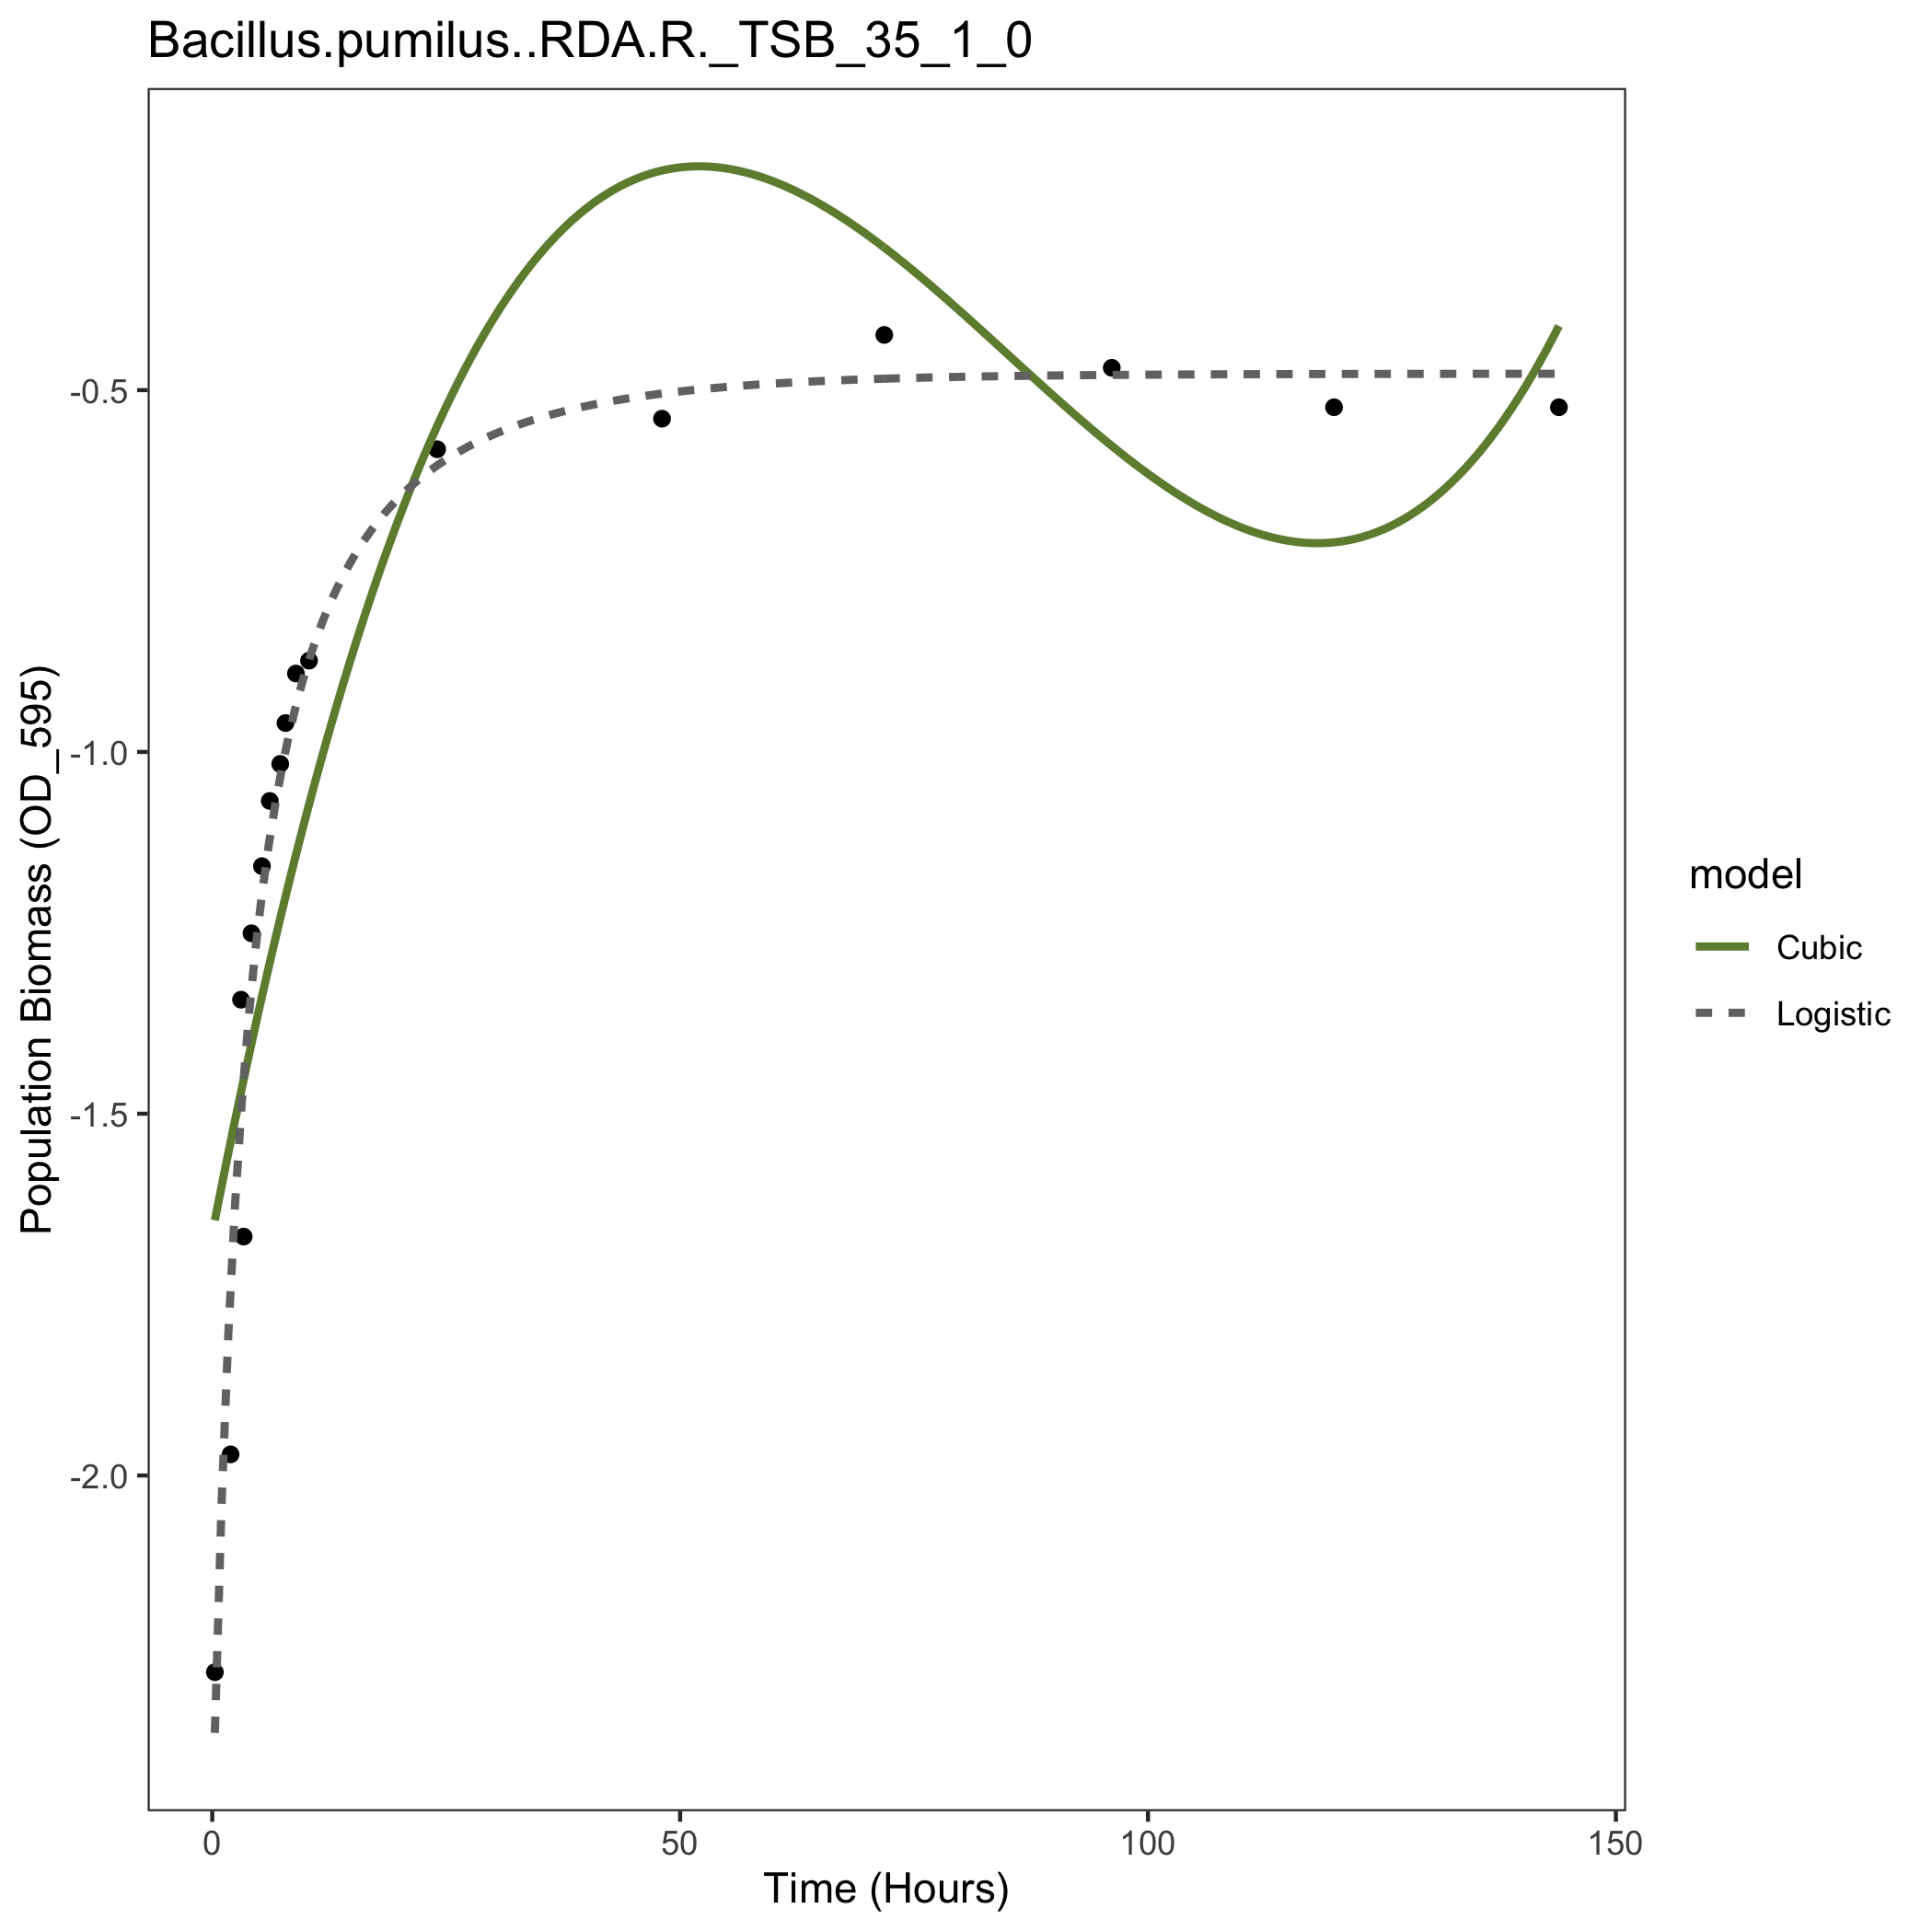 Bacillus.pumilus..RDA.R._TSB_35_1_0
Population Biomass (OD_595)
-0.5
-1.0
-1.5
-2.0
0
50
100
150
Time (Hours)
model
Cubic
Logistic